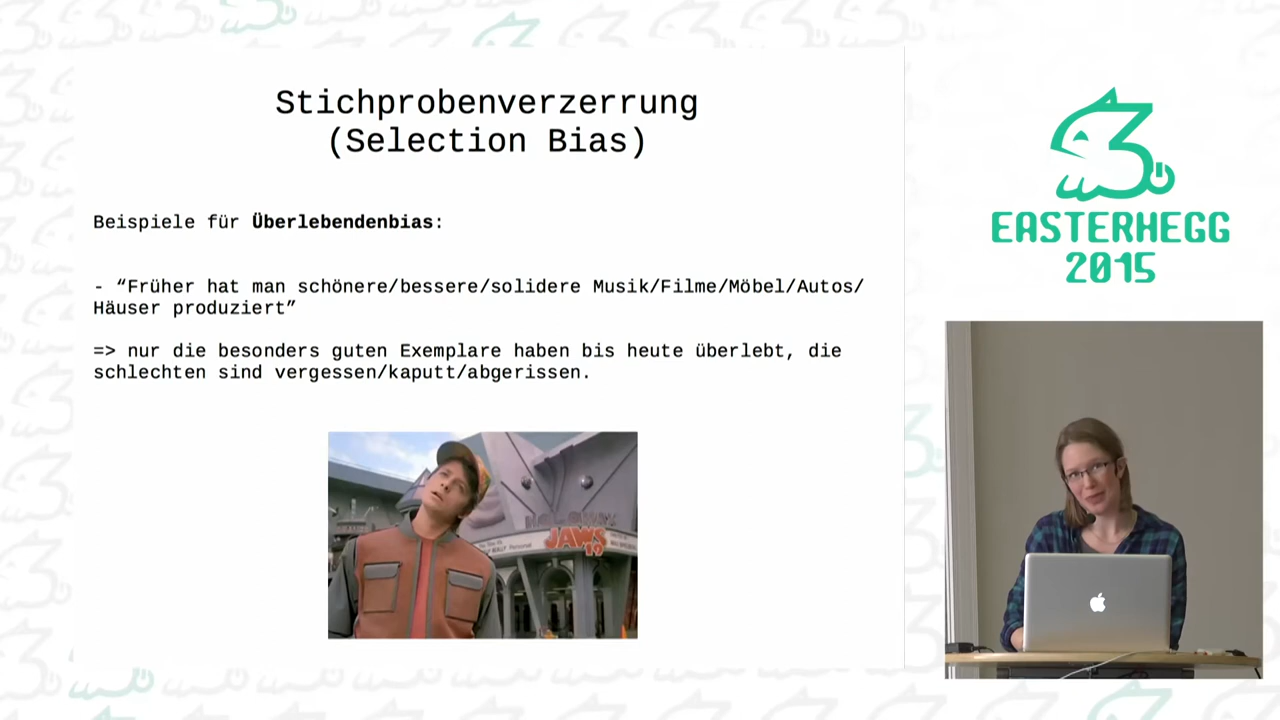 Stichprobenverzerrung
(Selection Bias)
Beispiele für Überlebendenbias:
- “Früher hat man schönere/bessere/solidere Musik/Filme/Möbel/Autos/
Häuser produziert”
=> nur die besonders guten Exemplare haben bis heute überlebt, die
schlechten sind vergessen/kaputt/abgerissen.
JAWS
19
EASTERHEGG
2015